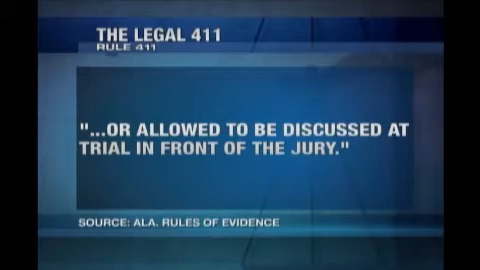 THE LEGAL 411
RULE 411
"...OR ALLOWED TO BE DISCUSSED AT
TRIAL IN FRONT OF THE JURY."
SOURCE: ALA. RULES OF EVIDENCE